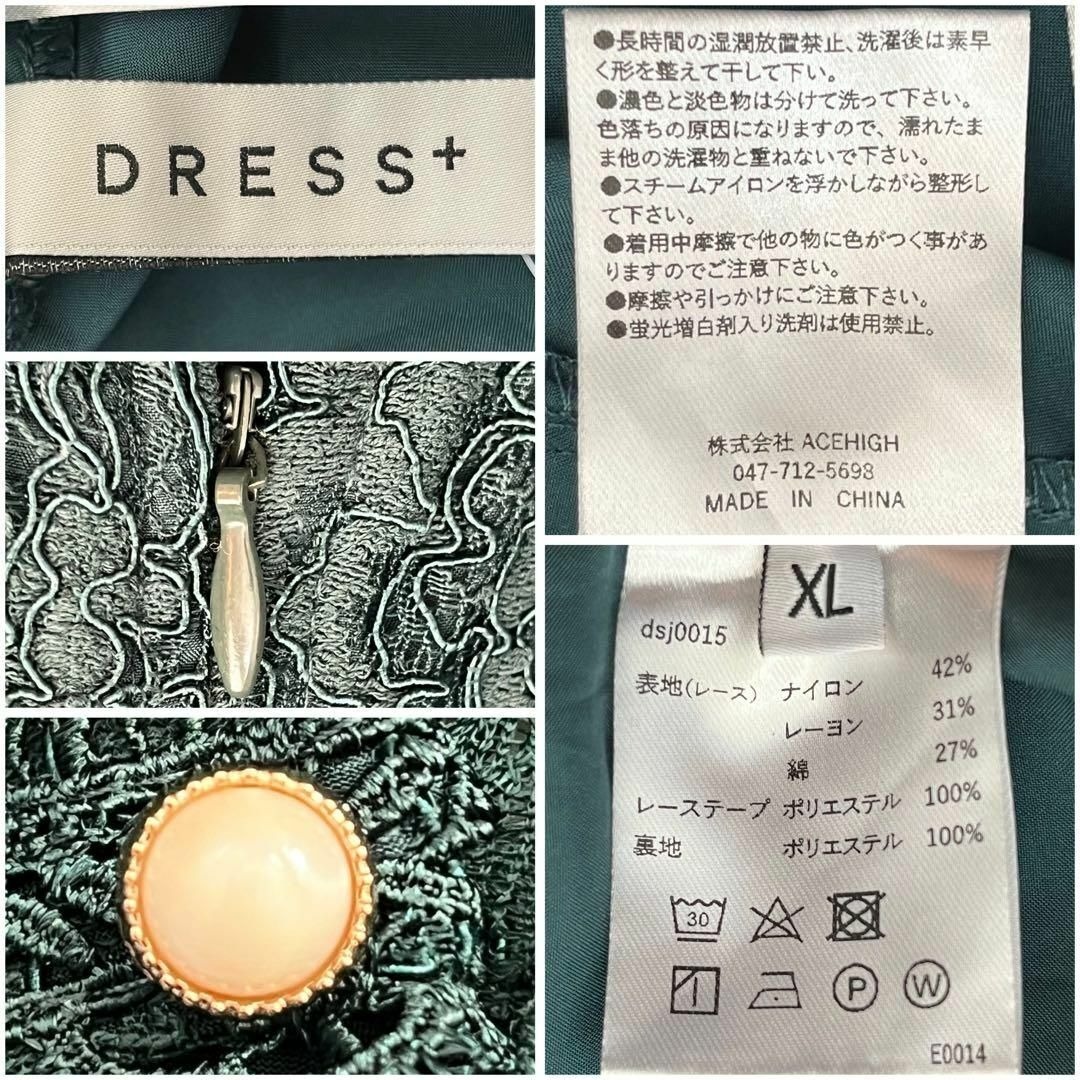 DRESS+
●長時間の湿潤放置禁止、洗濯後は素早
く形を整えて干して下い。
●濃色と淡色物は分けて洗って下さい。
色落ちの原因になりますので、濡れたま
ま他の洗濯物と重ねないで下さい。
●スチームアイロンを浮かしながら整形し
て下さい。
●着用中摩擦で他の物に色がつく事があ
りますのでご注意下さい。
●摩擦や引っかけにご注意下さい。
●蛍光増白剤入り洗剤は使用禁止。
株式会社 ACEHIGH
047-712-5698
MADE IN CHINA
XL
dsj0015
表地(レース) ナイロン 42%
レーヨン 31%
綿 27%
レーステープ ポリエステル 100%
裏地 ポリエステル 100%
30
P W
E0014